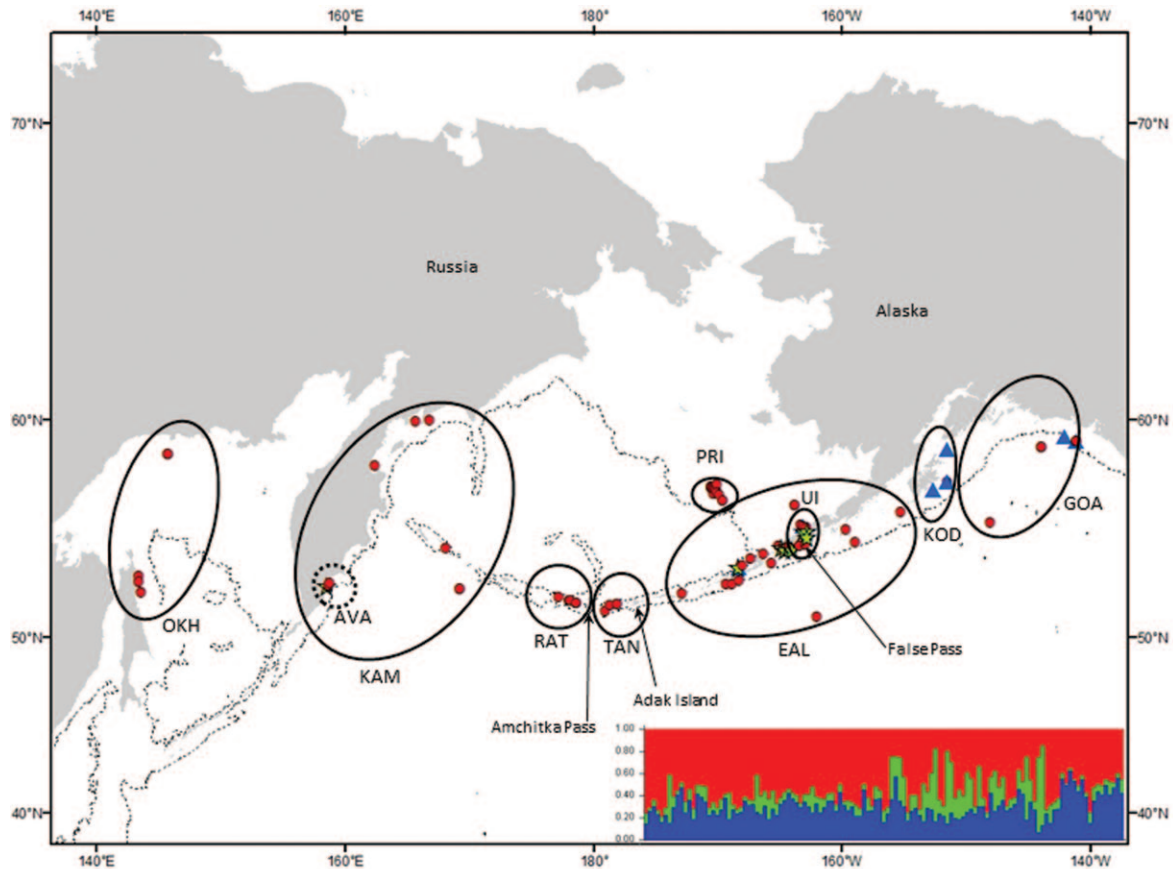 140°E 160°E 180° 160°W 140°W
70°N 70°N
Russia
Alaska
60°N 60°N
PRI
UI
GOA
KOD
AVA
OKH
RAT
TAN
EAL
False Pass
KAM
50°N 50°N
Adak Island
Amchitka Pass
1.00
0.80
0.60
0.40
0.20
0.00
40°N 40°N
140°E 160°E 180° 160°W 140°W